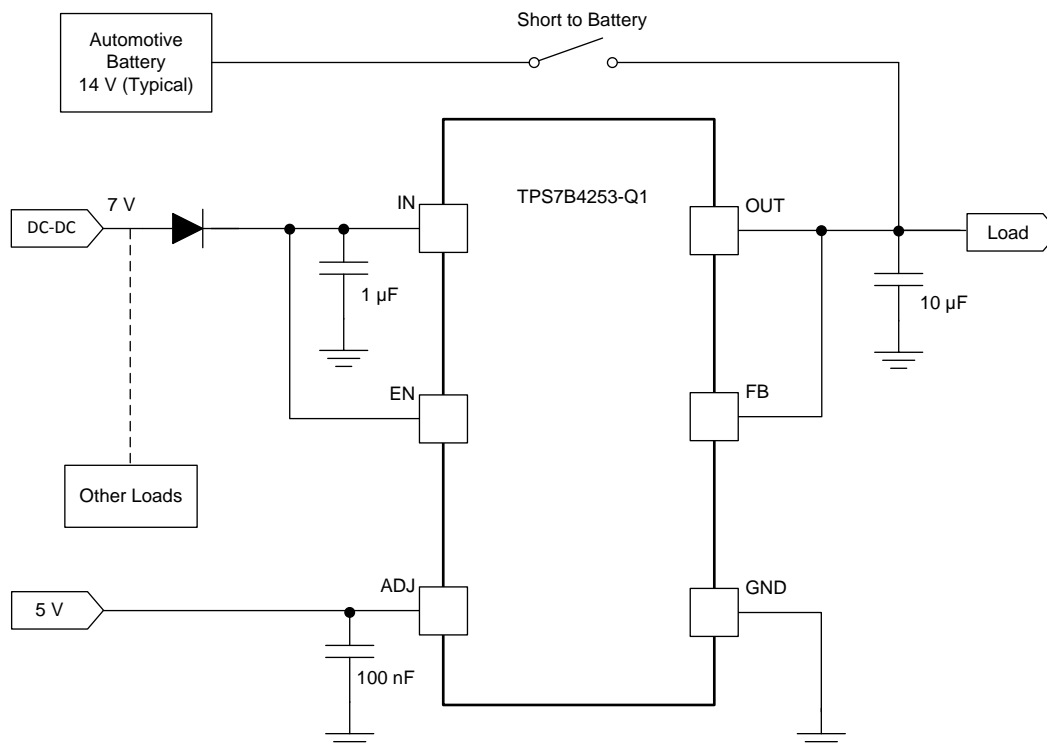 Short to Battery
Automotive
Battery
14 V (Typical)
TPS7B4253-Q1
7 V
IN
OUT
DC-DC
Load
1 µF
10 µF
EN
FB
Other Loads
ADJ
GND
5 V
100 nF